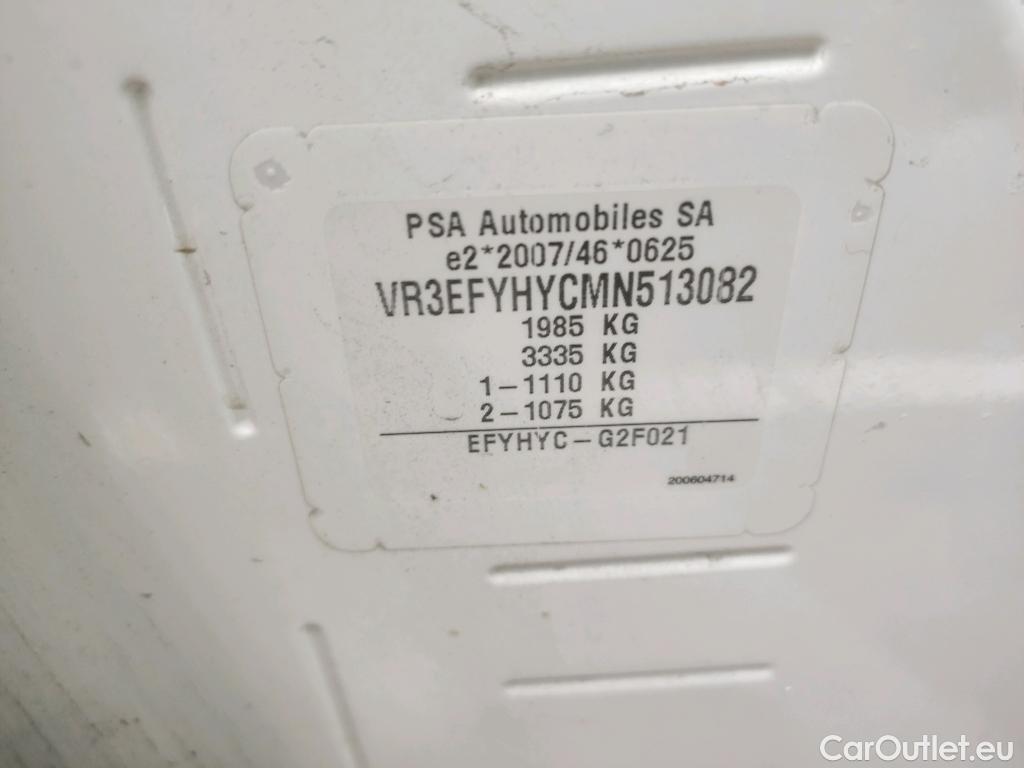 PSA Automobiles SA
e2*2007/46*0625
VR3EFYHYCMN513082
1985 KG
3335 KG
1-1110 KG
2-1075 KG
EFYHYC-G2F021
200604714
CarOutlet.eu